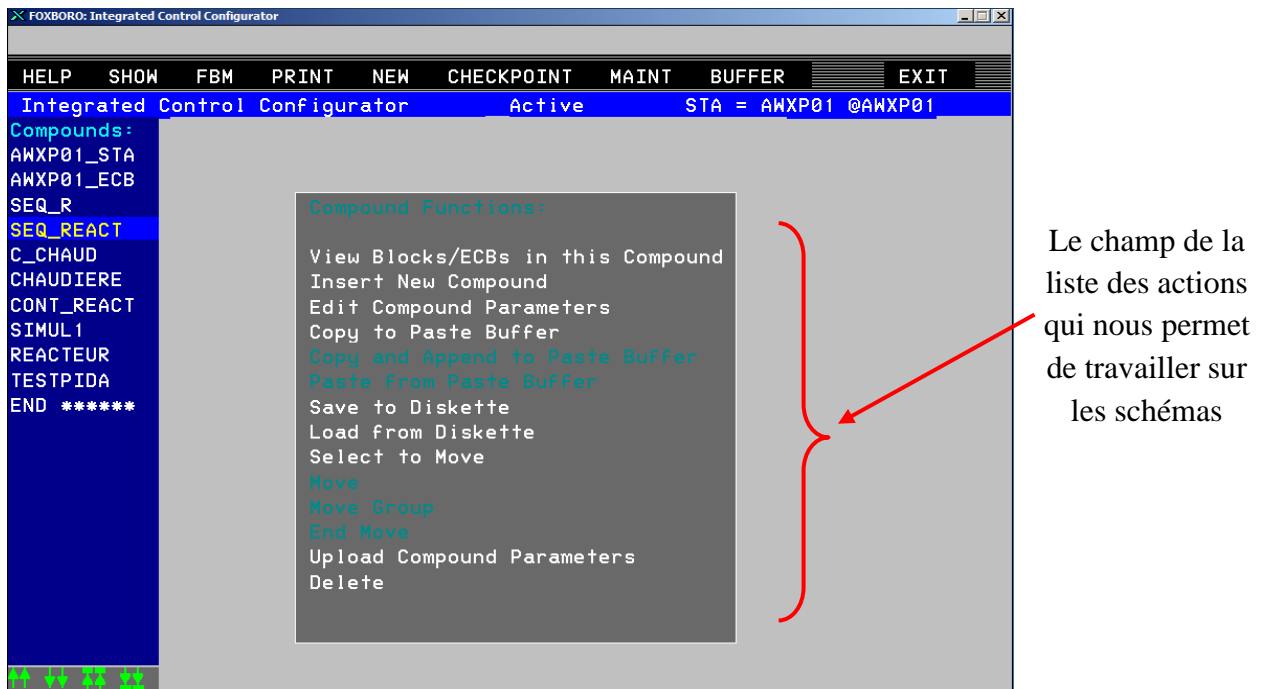 FOXBORO: Integrated Control Configurator
HELP SHOW FBM PRINT NEW CHECKPOINT MAINT BUFFER EXIT
Integrated Control Configurator Active STA = AWXP01 @AWXP01
Compounds:
AWXP01_STA
AWXP01_ECB
SEQ_R
SEQ_REACT
C_CHAUD
CHAUDIERE
CONT_REACT
SIMUL1
REACTEUR
TESTPIDA
END ******
Compound Functions:
View Blocks/ECBs in this Compound
Insert New Compound
Edit Compound Parameters
Copy to Paste Buffer
Copy and Append to Paste Buffer
Paste from Paste Buffer
Save to Diskette
Load from Diskette
Select to Move
Move
Move Group
End Move
Upload Compound Parameters
Delete
Le champ de la
liste des actions
qui nous permet
de travailler sur
les schémas